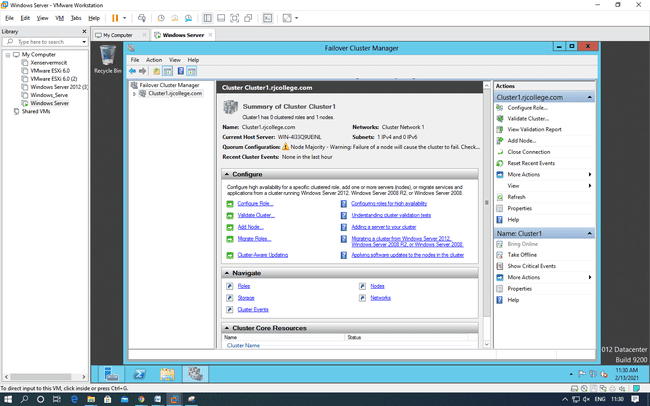 Windows Server - VMware Workstation
File Edit View VM Tabs Help
Library
Type here to search
My Computer
Xenservermscit
VMware ESXi 6.0
VMware ESXi 6.0 (2)
Windows Server 2012 (3)
Windows_Serve
Windows Server
Shared VMs
My Computer
Windows Server
Recycle Bin
Failover Cluster Manager
File Action View Help
Failover Cluster Manager
Cluster1.rjcollege.com
Cluster Cluster1.rjcollege.com
Summary of Cluster Cluster1
Cluster1 has 0 clustered roles and 1 nodes.
Name: Cluster1.rjcollege.com
Networks: Cluster Network 1
Current Host Server: WIN-4I35Q9UEINL
Subnets: 1 IPv4 and 0 IPv6
Quorum Configuration: Node Majority - Warning: Failure of a node will cause the cluster to fail. Check...
Recent Cluster Events: None in the last hour
Configure
Configure high availability for a specific clustered role, add one or more servers (nodes), or migrate services and
applications from a cluster running Windows Server 2012, Windows Server 2008 R2, or Windows Server 2008.
Configure Role...
Configuring roles for high availability
Validate Cluster...
Understanding cluster validation tests
Add Node...
Adding a server to your cluster
Migrate Roles...
Migrating a cluster from Windows Server 2012,
Windows Server 2008 R2, or Windows Server 2008
Cluster-Aware Updating
Applying software updates to the nodes in the cluster
Navigate
Roles
Nodes
Storage
Networks
Cluster Events
Cluster Core Resources
Name Status
Cluster Name
Actions
Cluster1.rjcollege.com
Configure Role...
Validate Cluster...
View Validation Report
Add Node...
Close Connection
Reset Recent Events
More Actions
View
Refresh
Properties
Help
Name: Cluster1
Bring Online
Take Offline
Show Critical Events
More Actions
Properties
Help
012 Datacenter
Build 9200
11:30 AM
2/13/2021
To direct input to this VM, click inside or press Ctrl+G.
ENG 11:30